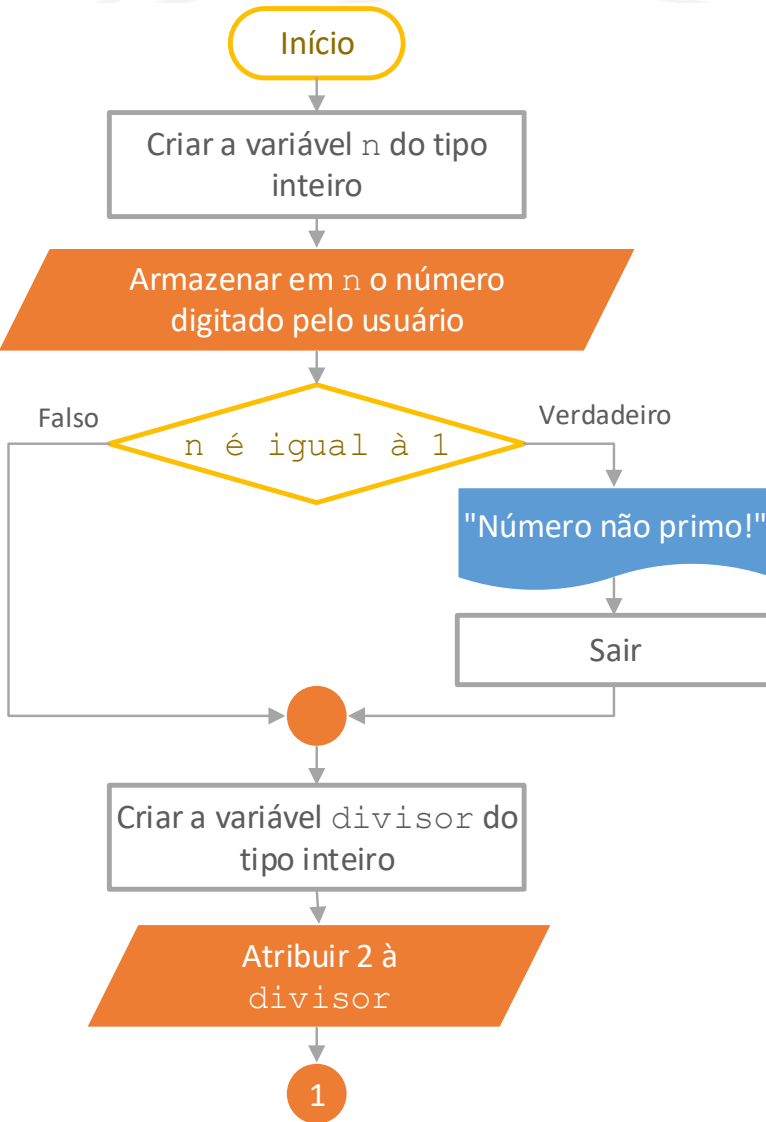 Início
Criar a variável n do tipo
inteiro
Armazenar em n o número
digitado pelo usuário
Falso
Verdadeiro
n é igual à 1
"Número não primo!"
Sair
Criar a variável divisor do
tipo inteiro
Atribuir 2 à
divisor
1